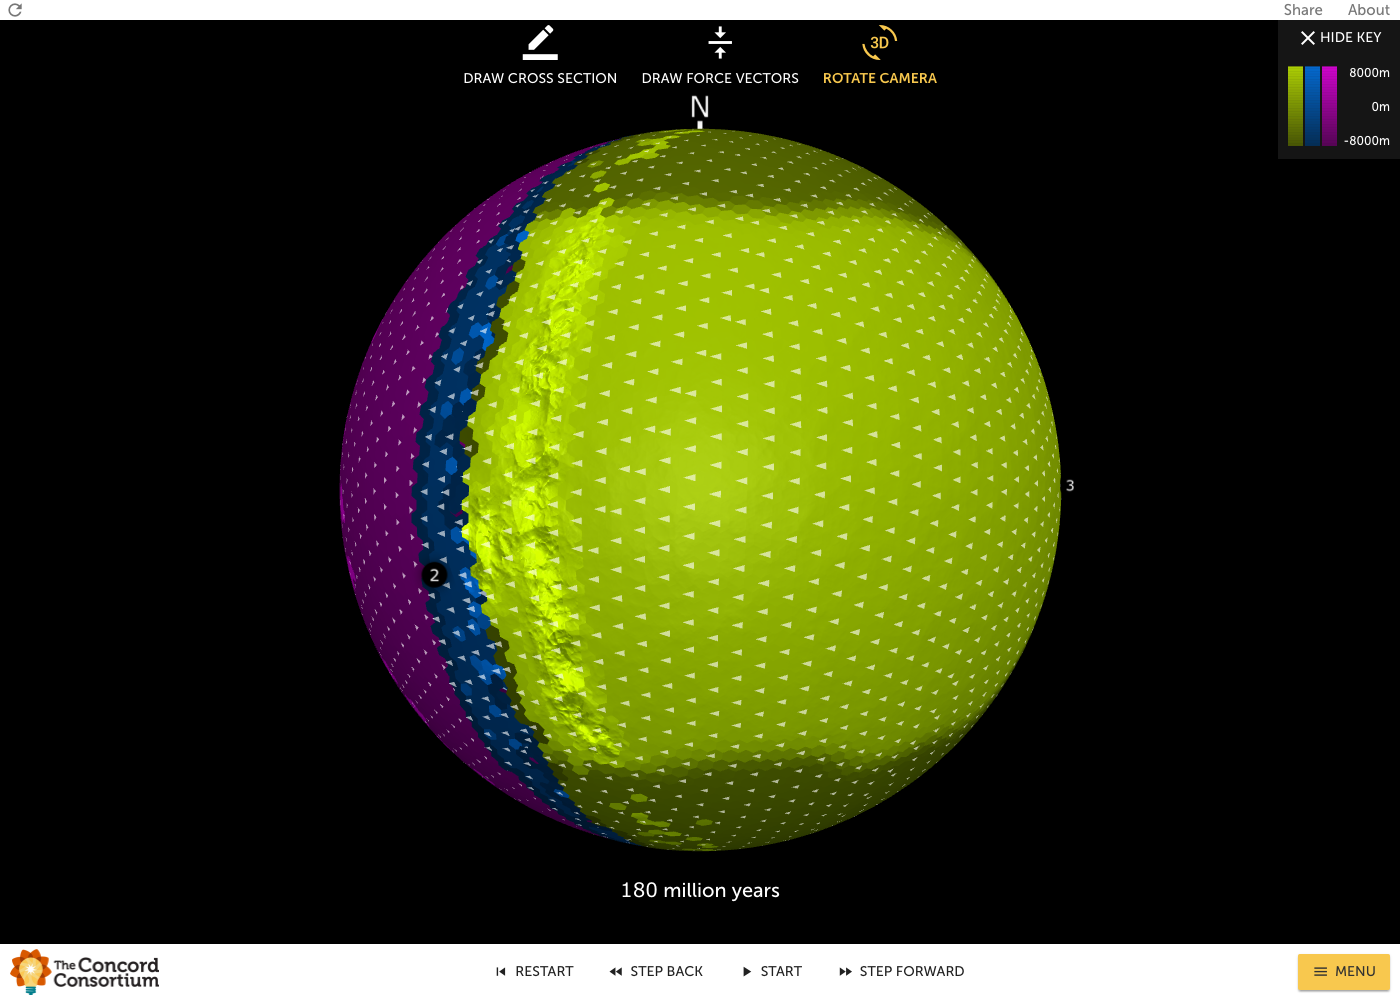 Share About
DRAW CROSS SECTION DRAW FORCE VECTORS ROTATE CAMERA
HIDE KEY
8000m
0m
-8000m
N
3
2
180 million years
The Concord
Consortium
RESTART STEP BACK START STEP FORWARD MENU